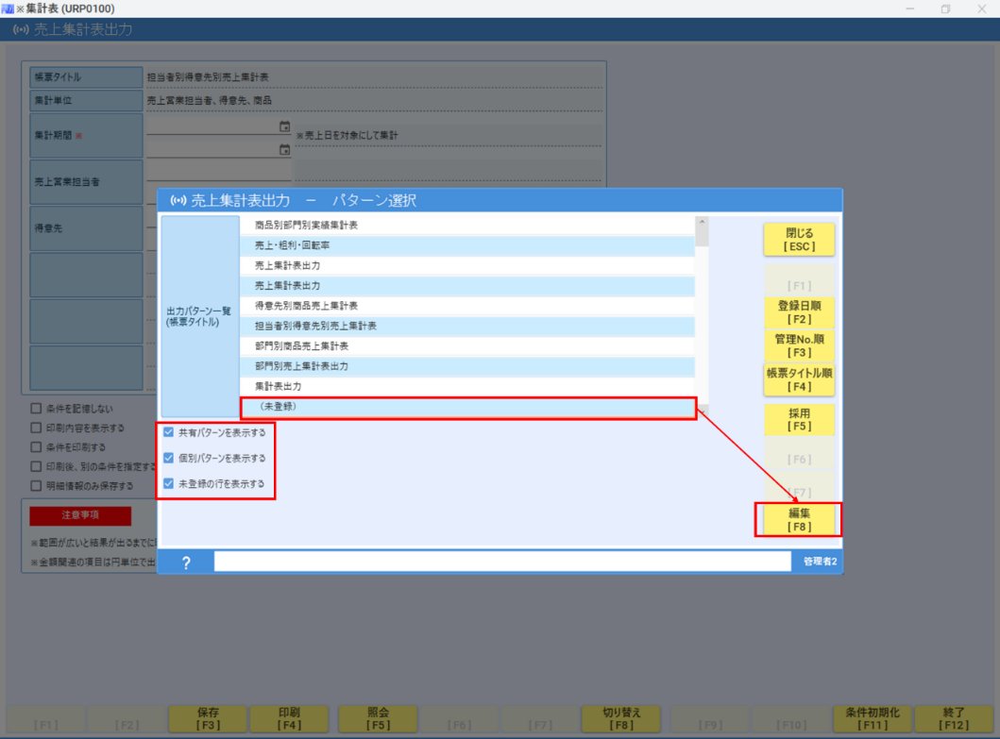 ※集計表 (URP0100)
売上集計表出力
帳票タイトル
担当者別得意先別売上集計表
集計単位
売上営業担当者、得意先、商品
集計期間 ※
※売上日を対象にして集計
売上営業担当者
得意先
売上集計表出力 － パターン選択
出力パターン一覧
(帳票タイトル)
商品別部門別実績集計表
売上・粗利・回転率
売上集計表出力
売上集計表出力
得意先別商品売上集計表
担当者別得意先別売上集計表
部門別商品売上集計表
部門別売上集計表出力
集計表出力
（未登録）
共有パターンを表示する
個別パターンを表示する
未登録の行を表示する
閉じる
[ESC]
[F1]
登録日順
[F2]
管理No.順
[F3]
帳票タイトル順
[F4]
採用
[F5]
[F6]
[F7]
編集
[F8]
?
管理者2
条件を記憶しない
印刷内容を表示する
条件を印刷する
印刷後、別の条件を指定する
明細情報のみ保存する
注意事項
※範囲が広いと結果が出るまでに
※金額関連の項目は円単位で出
[F1]
[F2]
保存
[F3]
印刷
[F4]
照会
[F5]
[F6]
[F7]
切り替え
[F8]
[F9]
[F10]
条件初期化
[F11]
終了
[F12]